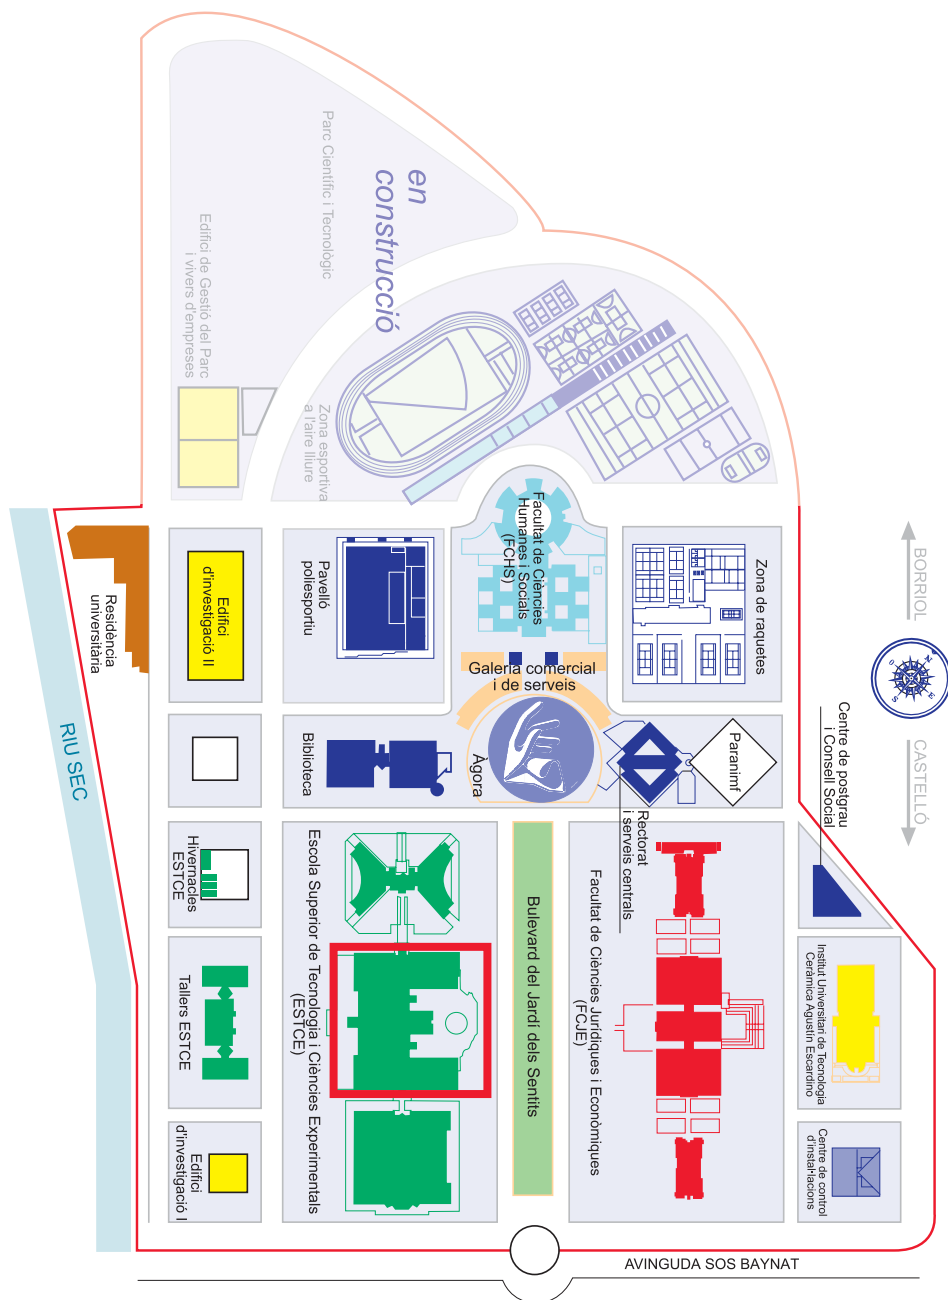 en
construcció
Parc Científic i Tecnològic
Edifici de Gestió del Parc
i vivers d'empreses
Zona esportiva
a l'aire lliure
Facultat de Ciències
Humanes i Socials
(FCHS)
Zona de raquetes
Pavelló
poliesportiu
Edifici
d'investigació II
Residència
universitària
BORRIOL
N
E
S
O
CASTELLÓ
Galeria comercial
i de serveis
Àgora
Biblioteca
Paranimf
Rectorat
i serveis centrals
Centre de postgrau
i Consell Social
RIU SEC
Hivernacles
ESTCE
Escola Superior de Tecnologia i Ciències Experimentals
(ESTCE)
Bulevard del Jardí dels Sentits
Facultat de Ciències Jurídiques i Econòmiques
(FCJE)
Institut Universitari de Tecnologia
Ceràmica Agustín Escardino
Tallers ESTCE
Centre de control
d'instal·lacions
Edifici
d'investigació I
AVINGUDA SOS BAYNAT